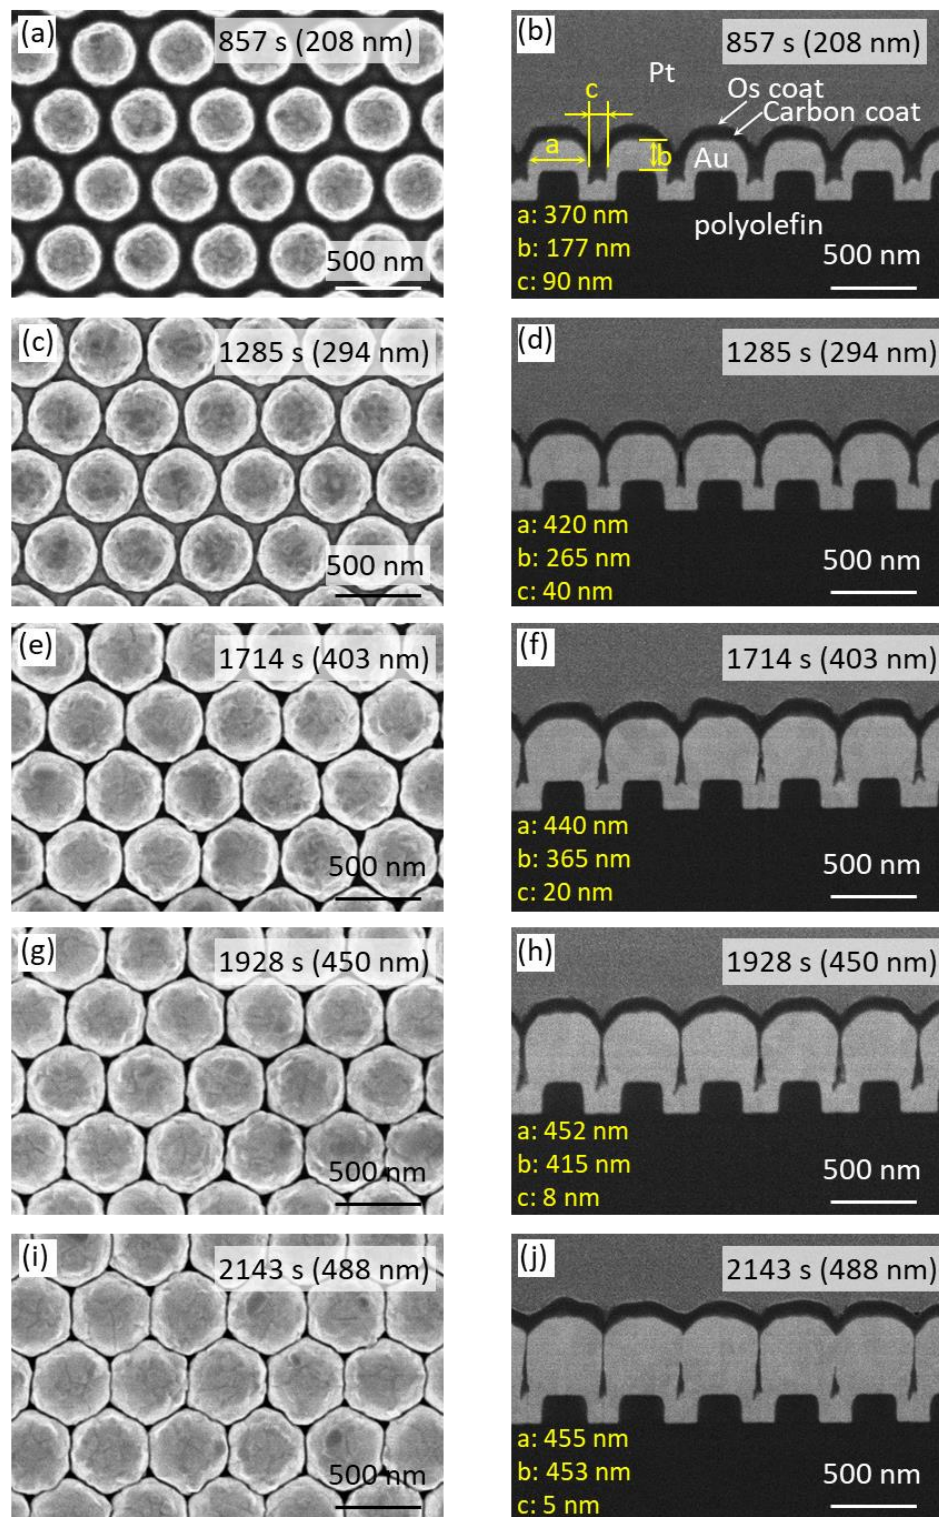 (a)
857 s (208 nm)
500 nm
(b)
857 s (208 nm)
Pt
Os coat
Carbon coat
c
a
b
Au
polyolefin
a: 370 nm
b: 177 nm
c: 90 nm
500 nm
(c)
1285 s (294 nm)
500 nm
(d)
1285 s (294 nm)
a: 420 nm
b: 265 nm
c: 40 nm
500 nm
(e)
1714 s (403 nm)
500 nm
(f)
1714 s (403 nm)
a: 440 nm
b: 365 nm
c: 20 nm
500 nm
(g)
1928 s (450 nm)
500 nm
(h)
1928 s (450 nm)
a: 452 nm
b: 415 nm
c: 8 nm
500 nm
(i)
2143 s (488 nm)
500 nm
(j)
2143 s (488 nm)
a: 455 nm
b: 453 nm
c: 5 nm
500 nm